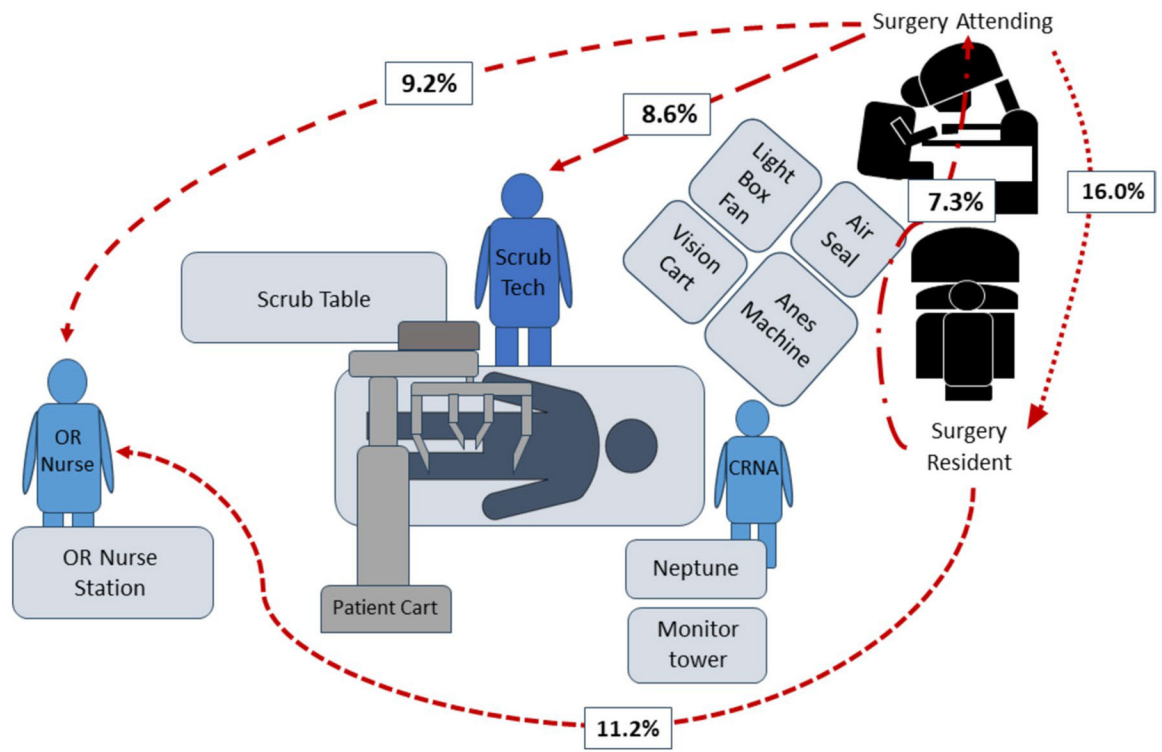 Surgery Attending
9.2%
8.6%
Light
Box
Fan
16.0%
7.3%
Air
Seal
Vision
Cart
Scrub
Tech
Scrub Table
Anes
Machine
OR
Nurse
Surgery
Resident
CRNA
OR Nurse
Station
Neptune
Patient Cart
Monitor
tower
11.2%